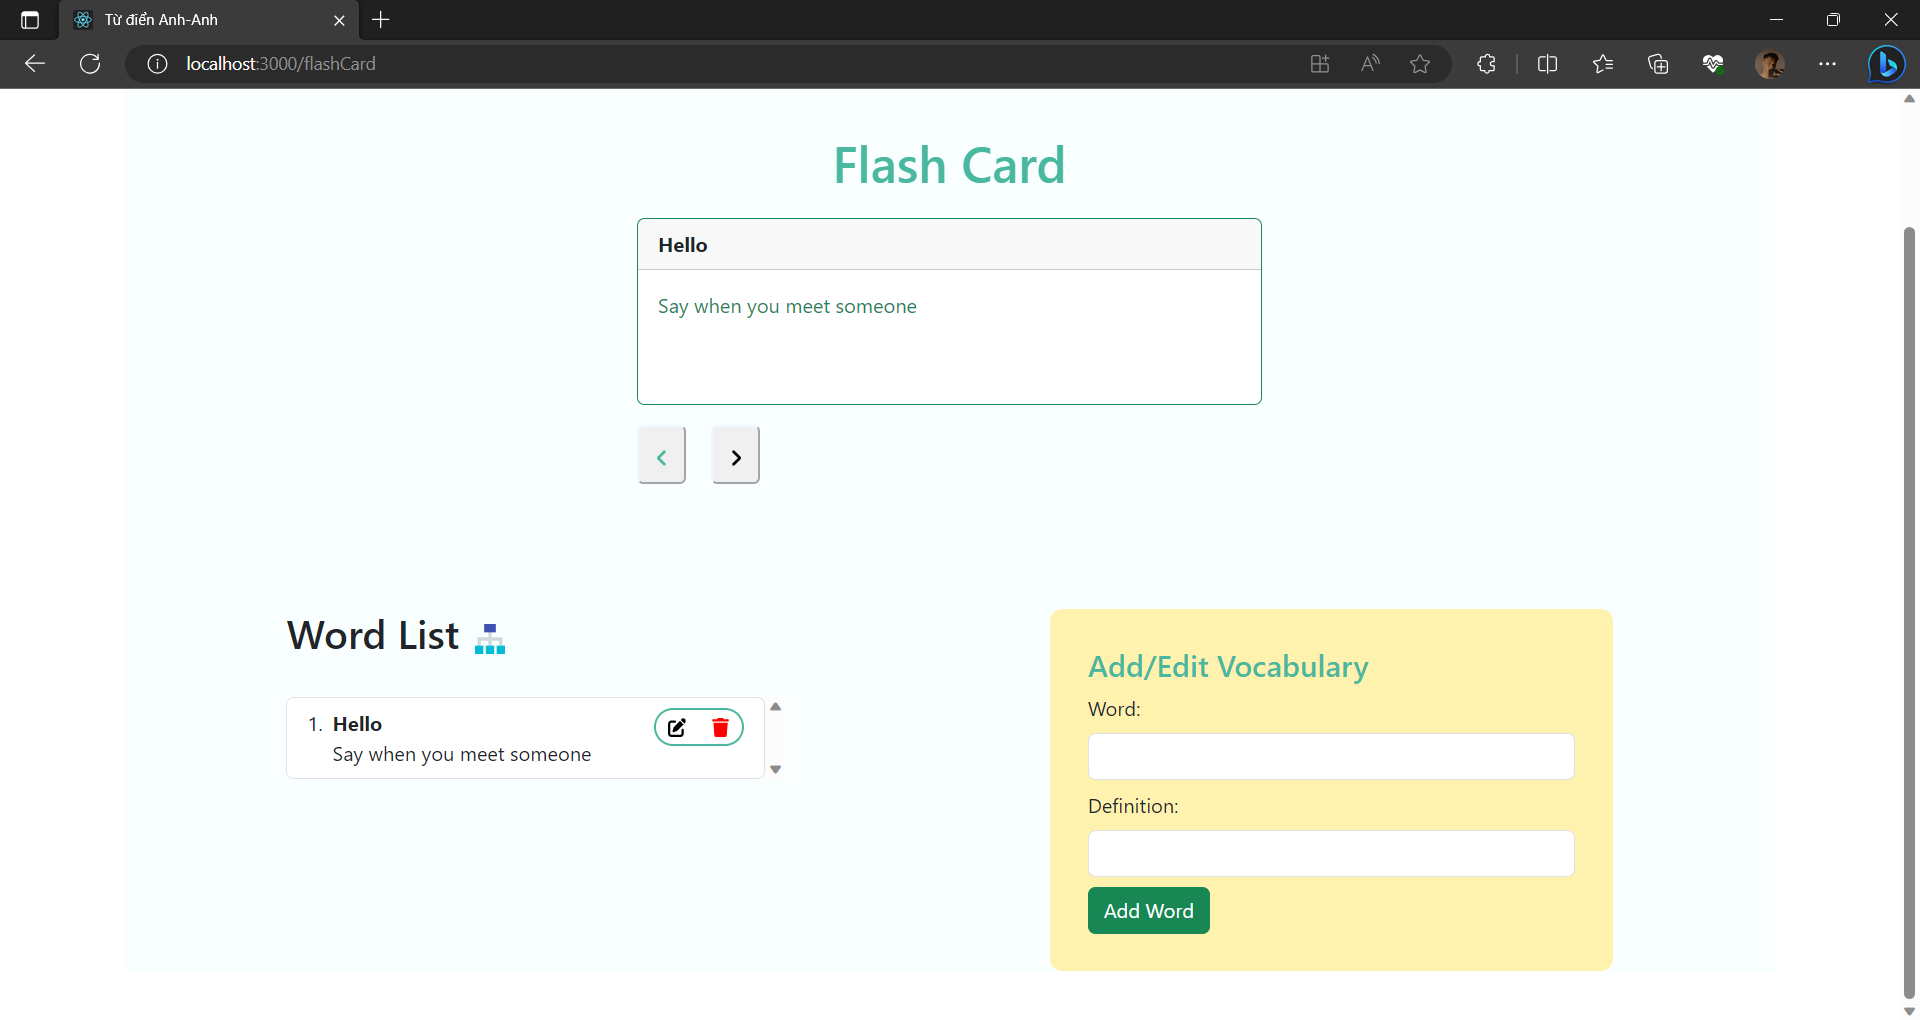 Từ điển Anh-Anh
localhost:3000/flashCard
Flash Card
Hello
Say when you meet someone
Word List
1. Hello
Say when you meet someone
Add/Edit Vocabulary
Word:
Definition:
Add Word